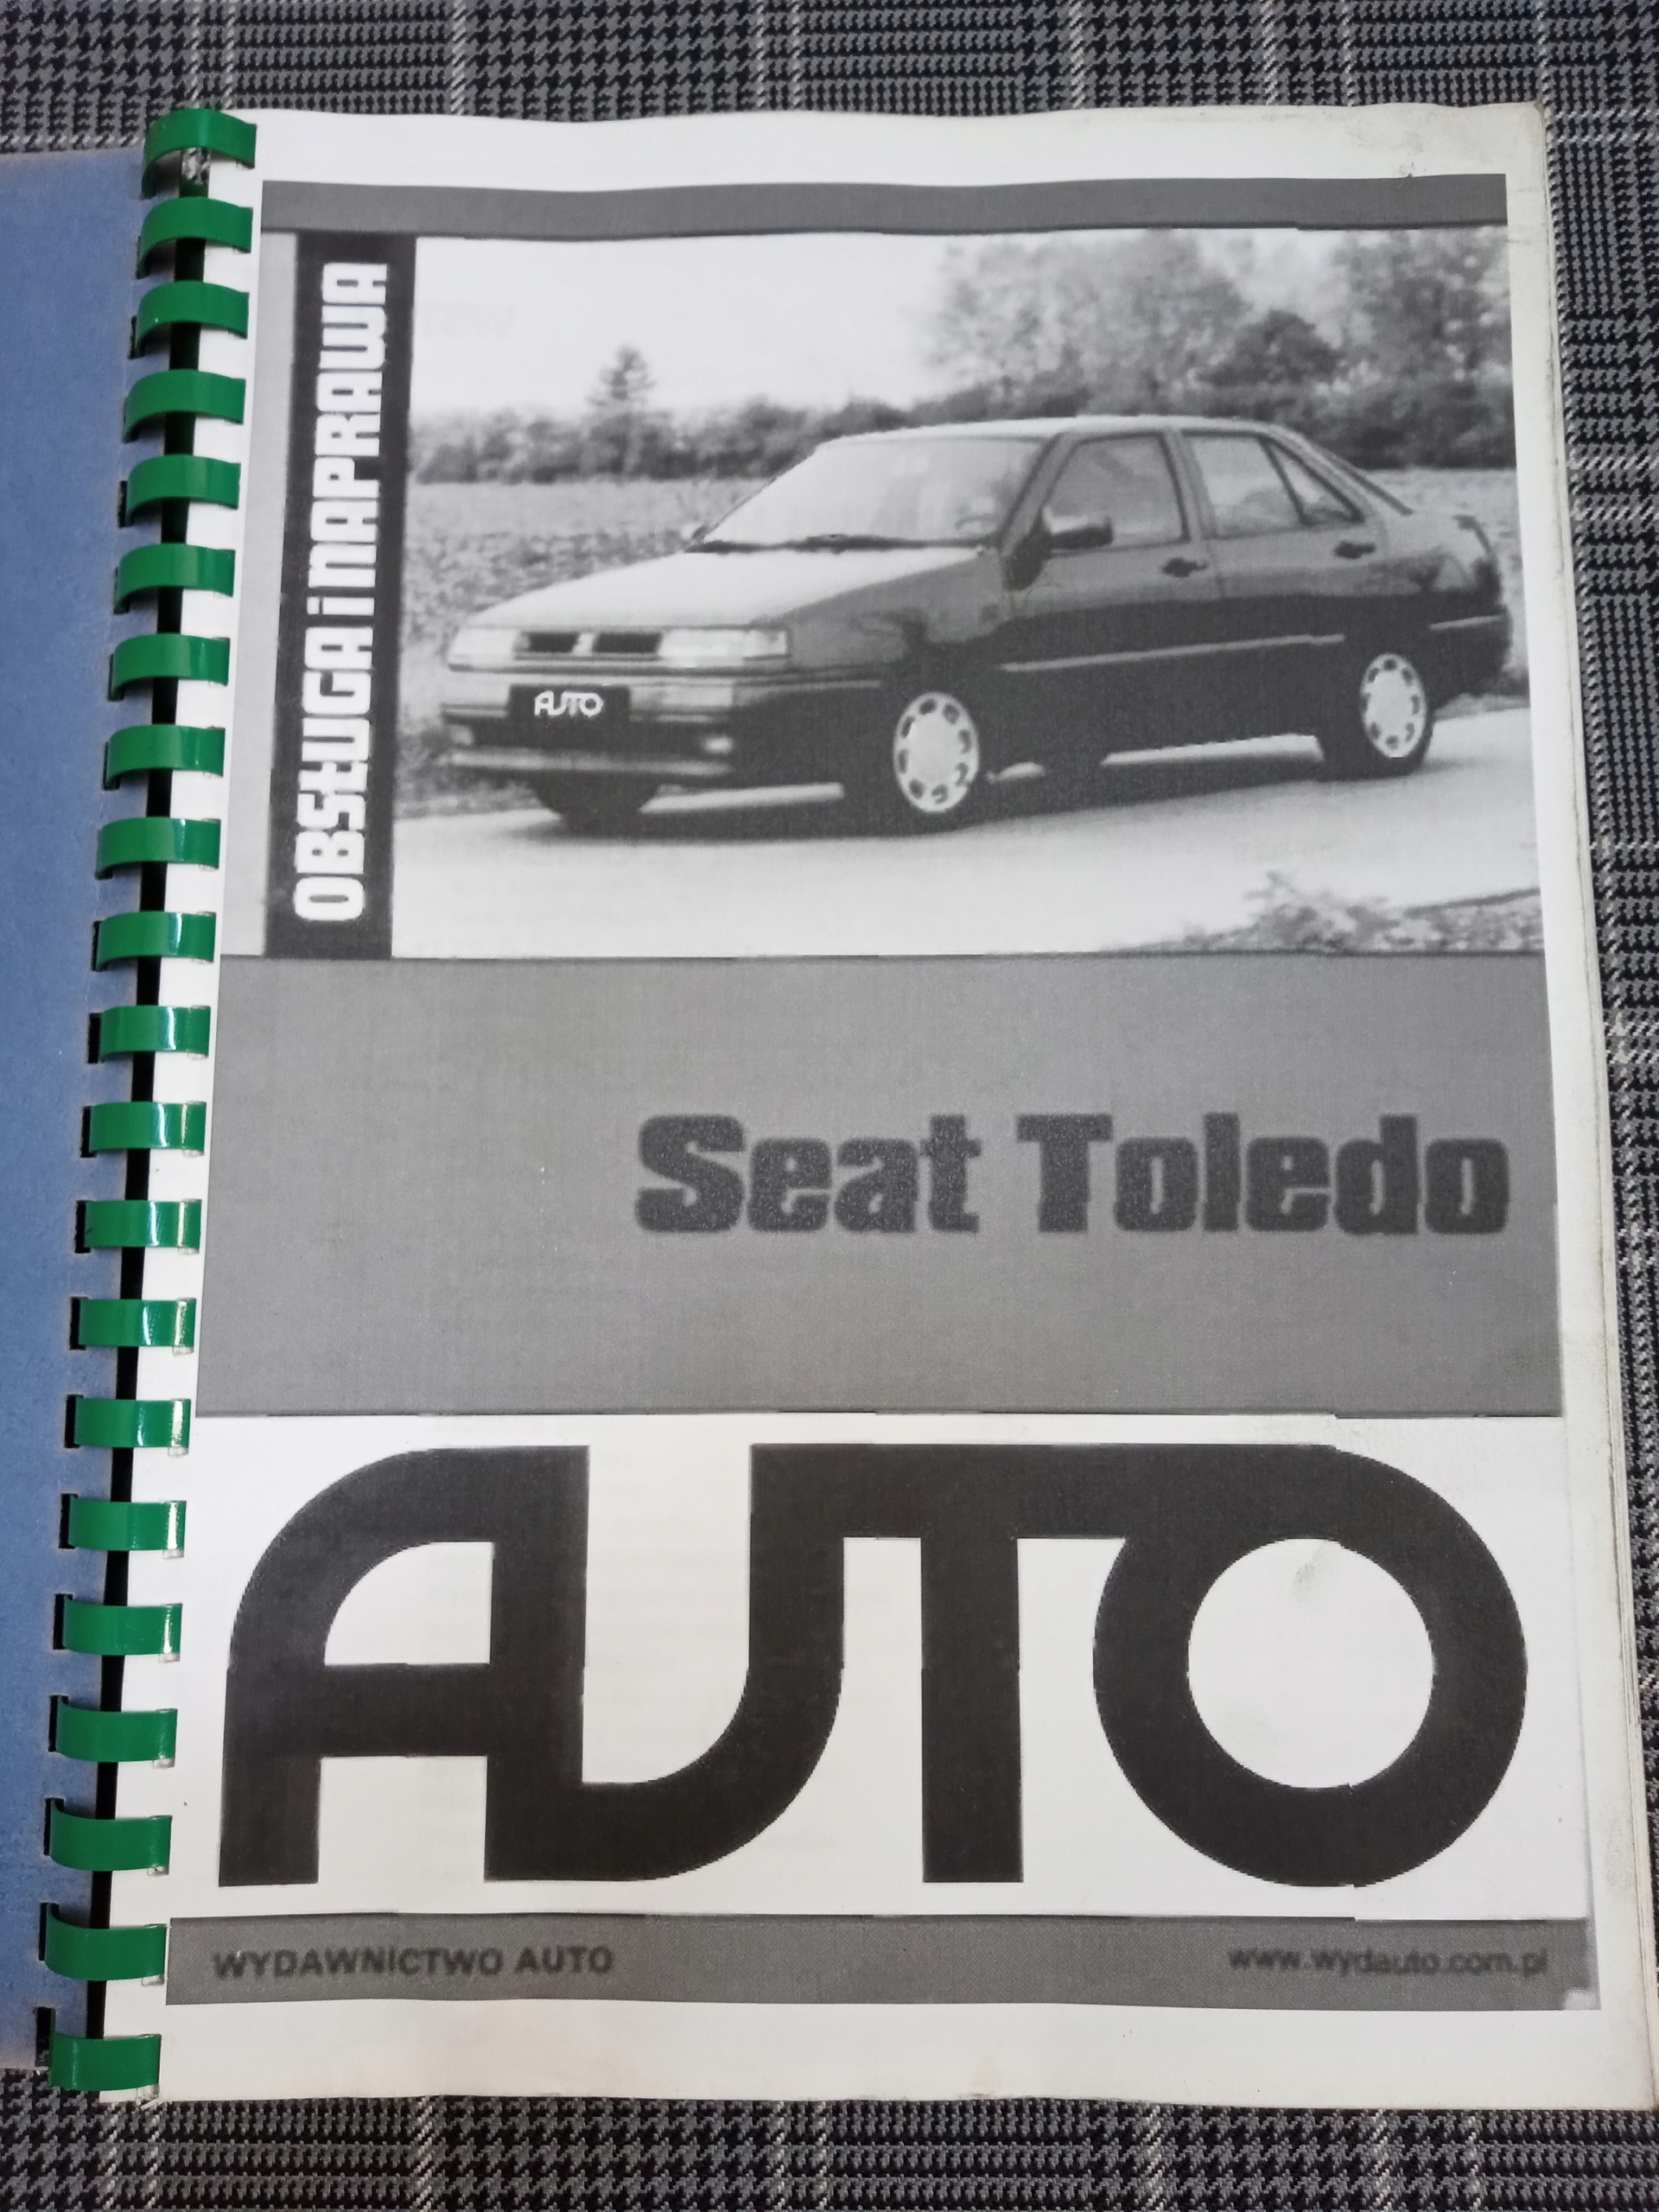 OBSŁUGA i NAPRAWA
AUTO
Seat Toledo
AUTO
WYDAWNICTWO AUTO
www.wydauto.com.pl